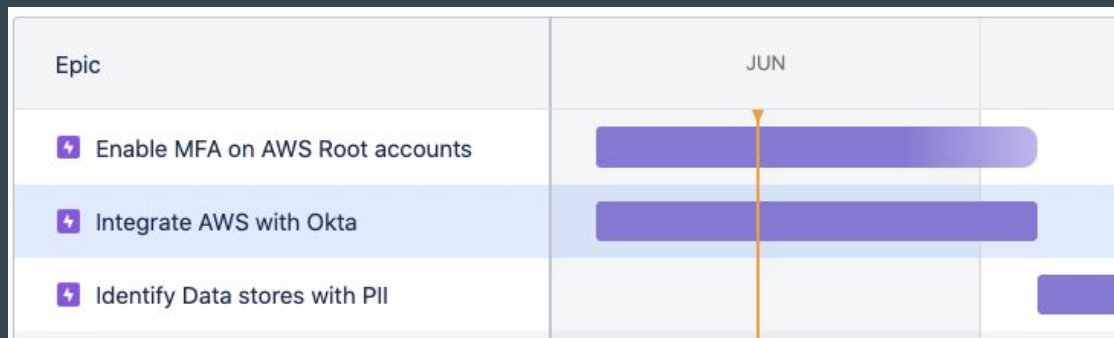 Epic
JUN
Enable MFA on AWS Root accounts
Integrate AWS with Okta
Identify Data stores with PII